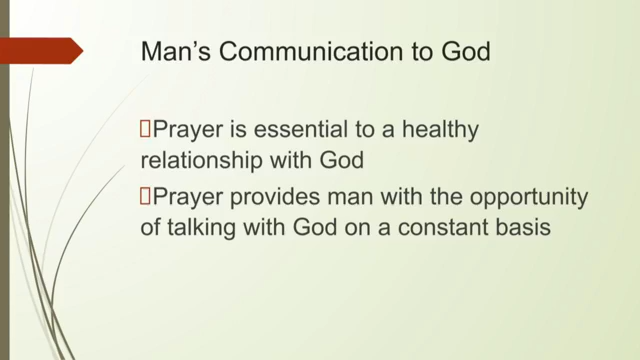 Man’s Communication to God
Prayer is essential to a healthy
relationship with God
Prayer provides man with the opportunity
of talking with God on a constant basis